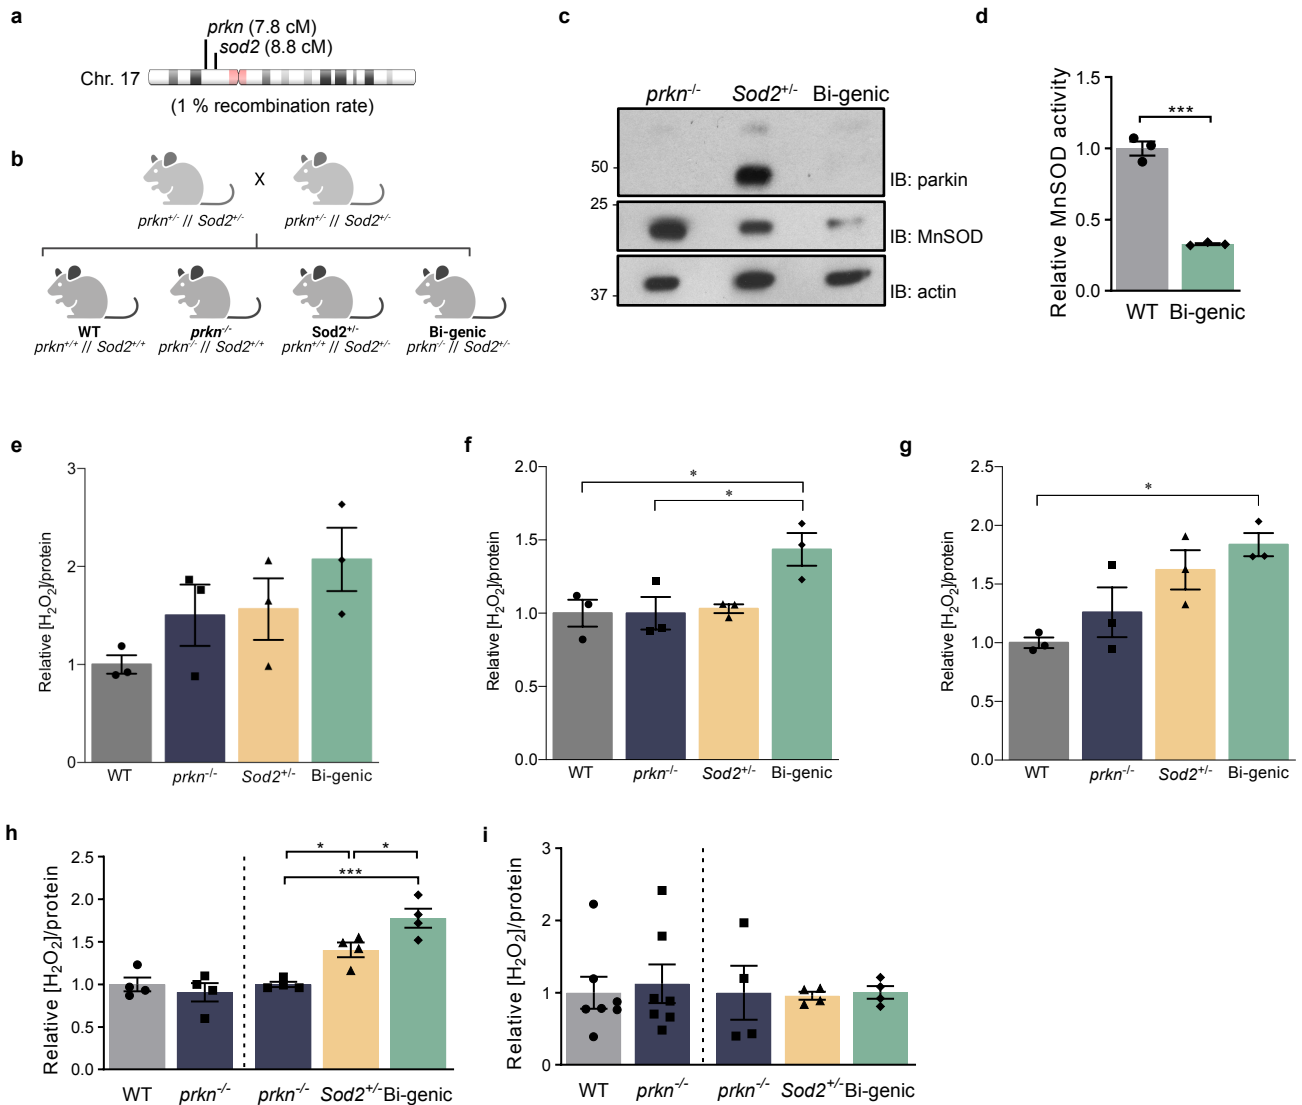 a
prkn (7.8 cM)
sod2 (8.8 cM)
Chr. 17
(1 % recombination rate)
b
X
prkn+/- // Sod2+/-
prkn+/- // Sod2+/-
WT
prkn+/+ // Sod2+/+
prkn-/-
prkn-/- // Sod2+/+
Sod2+/-
prkn+/+ // Sod2+/-
Bi-genic
prkn-/- // Sod2+/-
c
prkn-/-
Sod2+/-
Bi-genic
50
IB: parkin
25
IB: MnSOD
37
IB: actin
d
Relative MnSOD activity
1.5
1.0
0.5
0.0
***
WT
Bi-genic
e
Relative [H2O2]/protein
3
2
1
0
WT
prkn-/-
Sod2+/-
Bi-genic
f
Relative [H2O2]/protein
2.0
1.5
1.0
0.5
0.0
*
*
WT
prkn-/-
Sod2+/-
Bi-genic
g
Relative [H2O2]/protein
2.5
2.0
1.5
1.0
0.5
0.0
*
WT
prkn-/-
Sod2+/-
Bi-genic
h
Relative [H2O2]/protein
2.5
2.0
1.5
1.0
0.5
0.0
*
*
***
WT
prkn-/-
prkn-/-
Sod2+/-
Bi-genic
i
Relative [H2O2]/protein
3
2
1
0
WT
prkn-/-
prkn-/-
Sod2+/-
Bi-genic